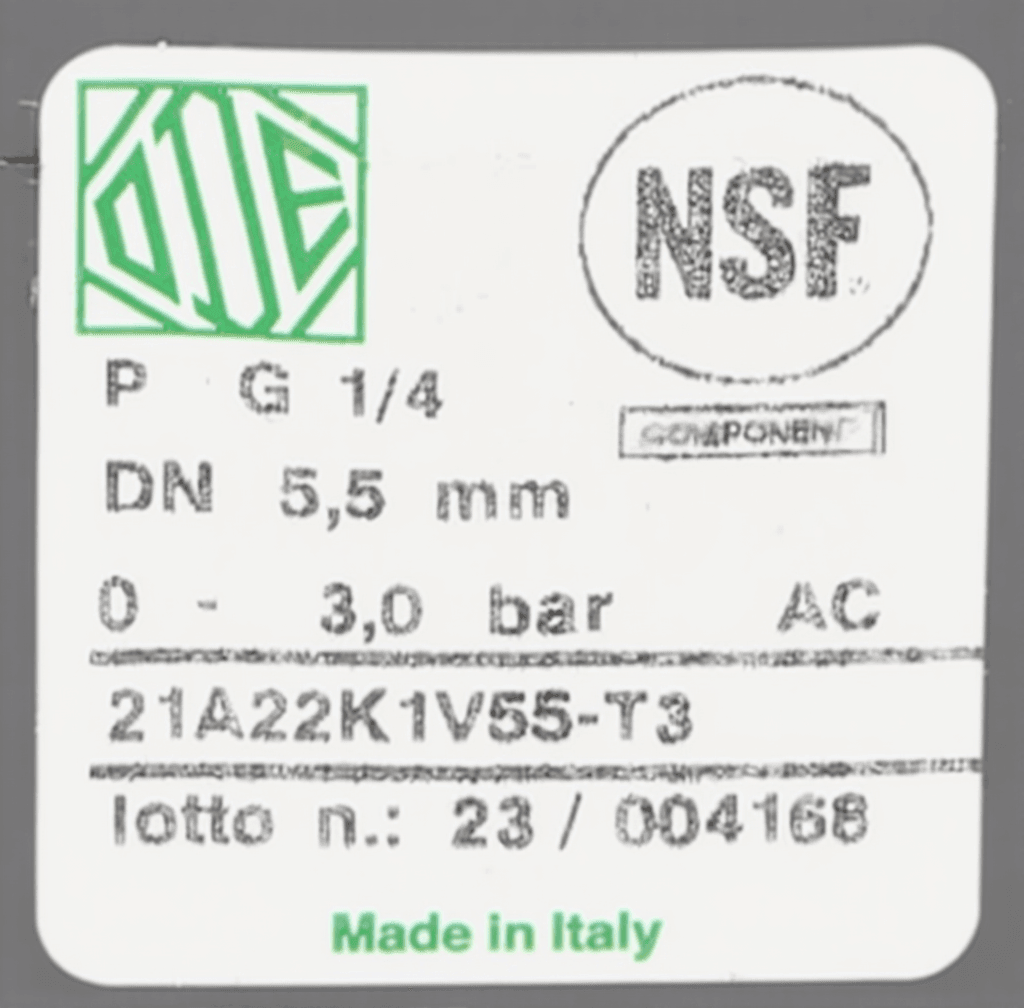 ODE
NSF
P G 1/4
COMPONENT
DN 5,5 mm
0 - 3,0 bar AC
21A22K1V55-T3
lotto n.: 23 / 004168
Made in Italy